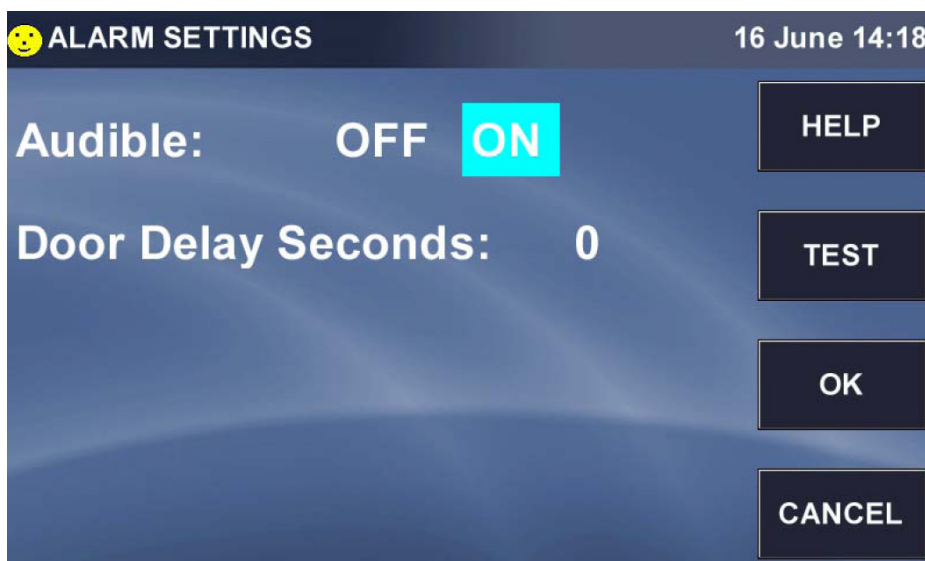 ALARM SETTINGS 16 June 14:18
Audible: OFF ON
Door Delay Seconds: 0
HELP
TEST
OK
CANCEL